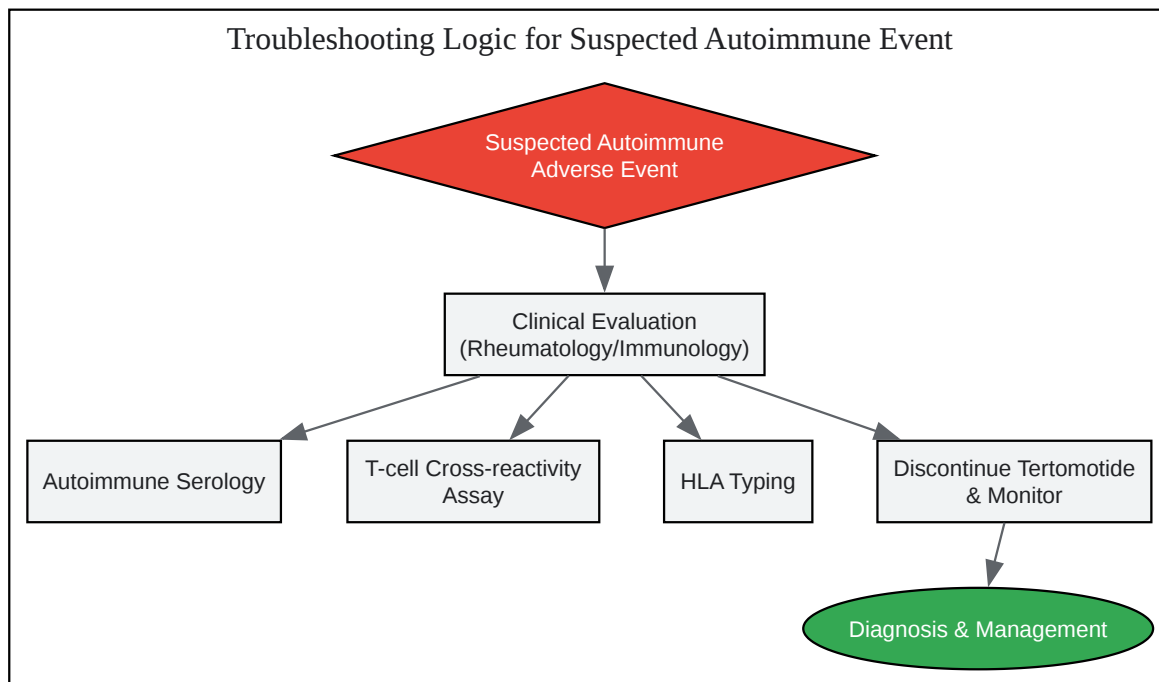 Troubleshooting Logic for Suspected Autoimmune Event
Suspected Autoimmune
Adverse Event
Clinical Evaluation
(Rheumatology/Immunology)
Autoimmune Serology
T-cell Cross-reactivity
Assay
HLA Typing
Discontinue Tertomotide
& Monitor
Diagnosis & Management